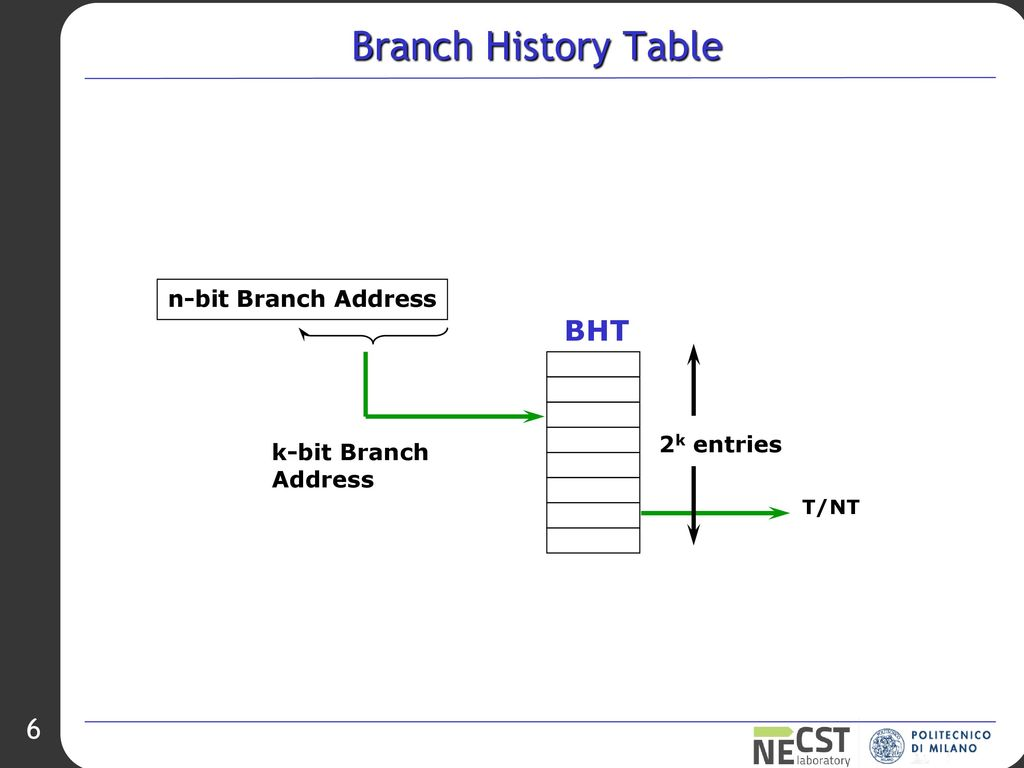 Branch History Table
n-bit Branch Address
BHT
k-bit Branch
Address
2ᵏ entries
T/NT
6
NECST
laboratory
POLITECNICO
DI MILANO